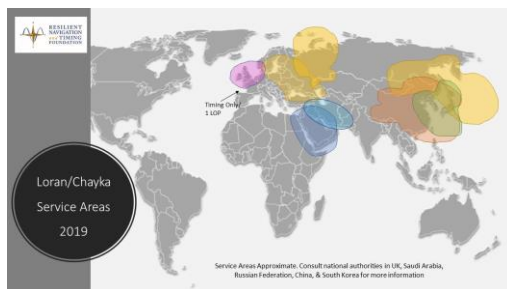 RESILIENT
NAVIGATION
and TIMING
FOUNDATION
Timing Only/
1 LOP
Loran/Chayka
Service Areas
2019
Service Areas Approximate. Consult national authorities in UK, Saudi Arabia,
Russian Federation, China, & South Korea for more information